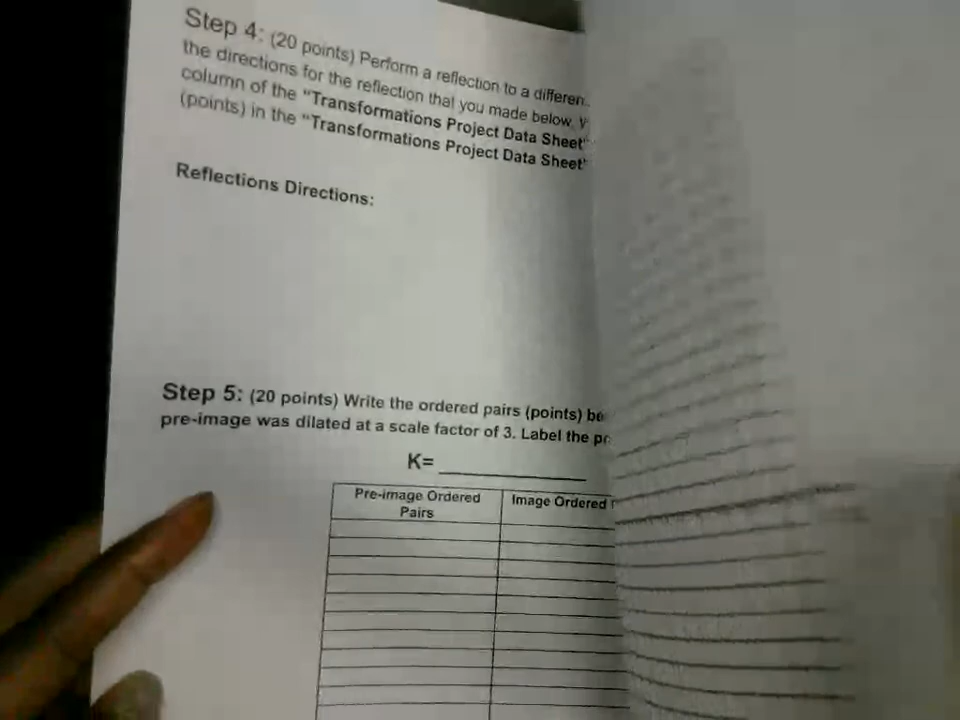 Step 4: (20 points) Perform a reflection to a differen
the directions for the reflection that you made below.
column of the "Transformations Project Data Sheet"
(points) in the "Transformations Project Data Sheet"
Reflections Directions:
Step 5: (20 points) Write the ordered pairs (points) be
pre-image was dilated at a scale factor of 3. Label the
K=
Pre-image Ordered Pairs
Image Ordered